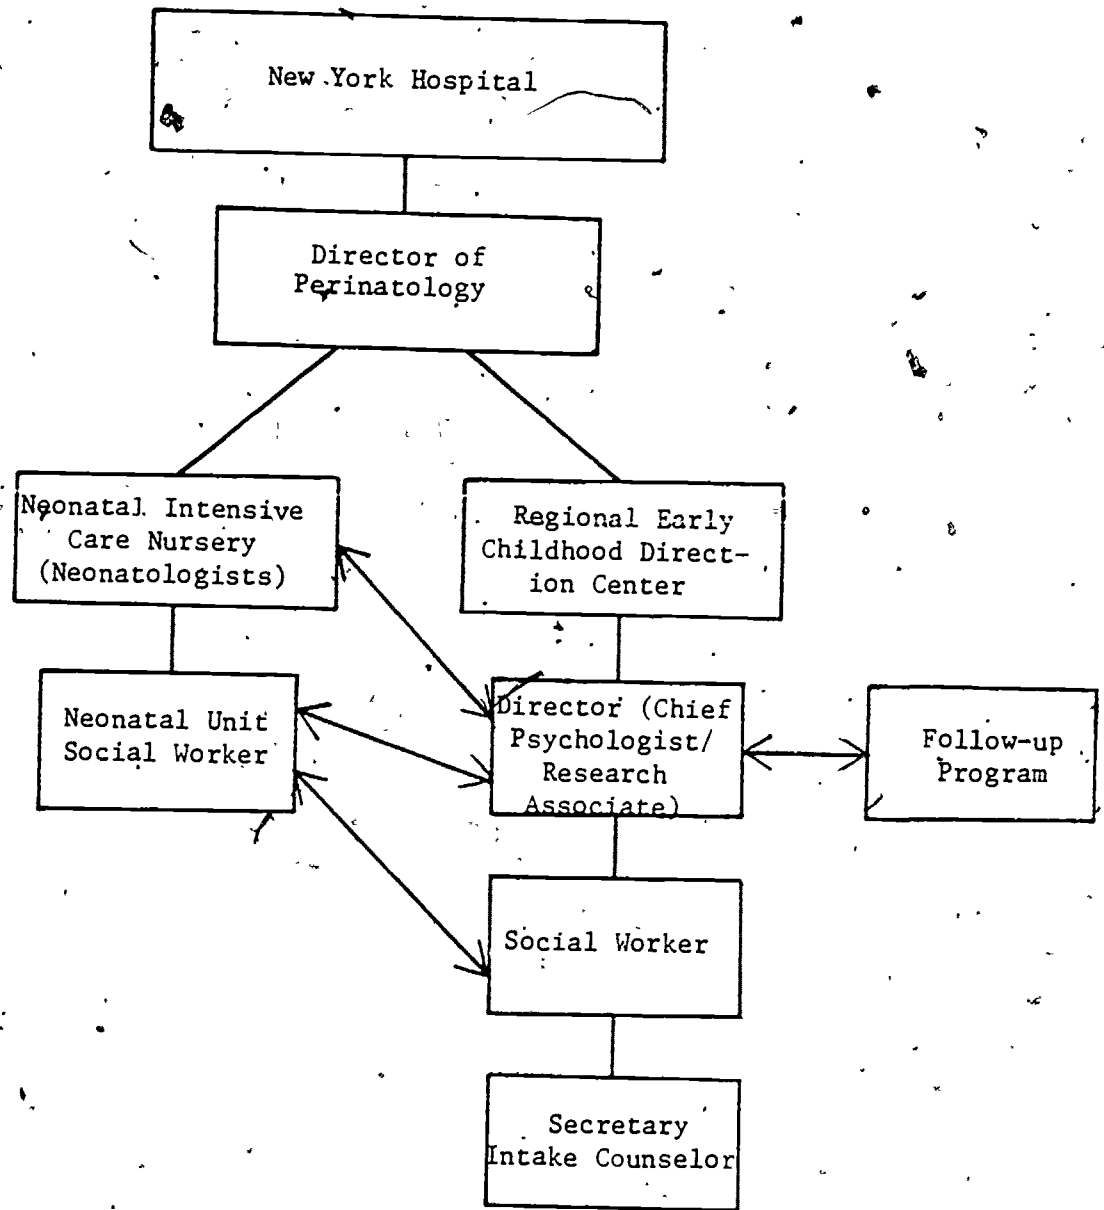 New York Hospital
Director of
Perinatology
Neonatal Intensive
Care Nursery
(Neonatologists)
Regional Early
Childhood Direct-
ion Center
Neonatal Unit
Social Worker
Director (Chief
Psychologist/
Research
Associate)
Follow-up
Program
Social Worker
Secretary
Intake Counselor